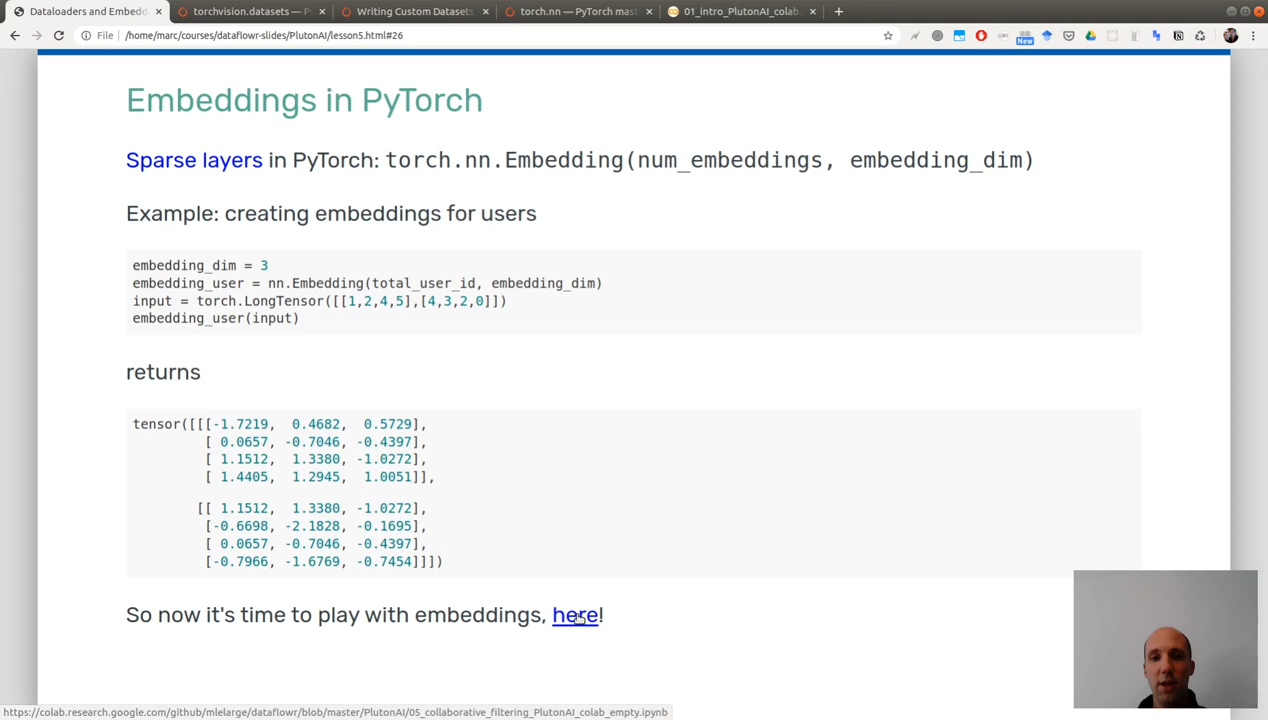 Dataloaders and Embedd
torchvision.datasets — P
Writing Custom Datasets,
torch.nn — PyTorch mas
01_intro_PlutonAI_colab_
File
/home/marc/courses/dataflowr-slides/PlutonAI/lesson5.html#26
New
Embeddings in PyTorch
Sparse layers in PyTorch: torch.nn.Embedding(num_embeddings, embedding_dim)
Example: creating embeddings for users
embedding_dim = 3
embedding_user = nn.Embedding(total_user_id, embedding_dim)
input = torch.LongTensor([[1,2,4,5],[4,3,2,0]])
embedding_user(input)
returns
tensor([[[-1.7219, 0.4682, 0.5729],
[ 0.0657, -0.7046, -0.4397],
[ 1.1512, 1.3380, -1.0272],
[ 1.4405, 1.2945, 1.0051]],
[[ 1.1512, 1.3380, -1.0272],
[-0.6698, -2.1828, -0.1695],
[ 0.0657, -0.7046, -0.4397],
[-0.7966, -1.6769, -0.7454]]])
So now it's time to play with embeddings, here!
https://colab.research.google.com/github/mlelarge/dataflowr/blob/master/PlutonAI/05_collaborative_filtering_PlutonAI_colab_empty.ipynb